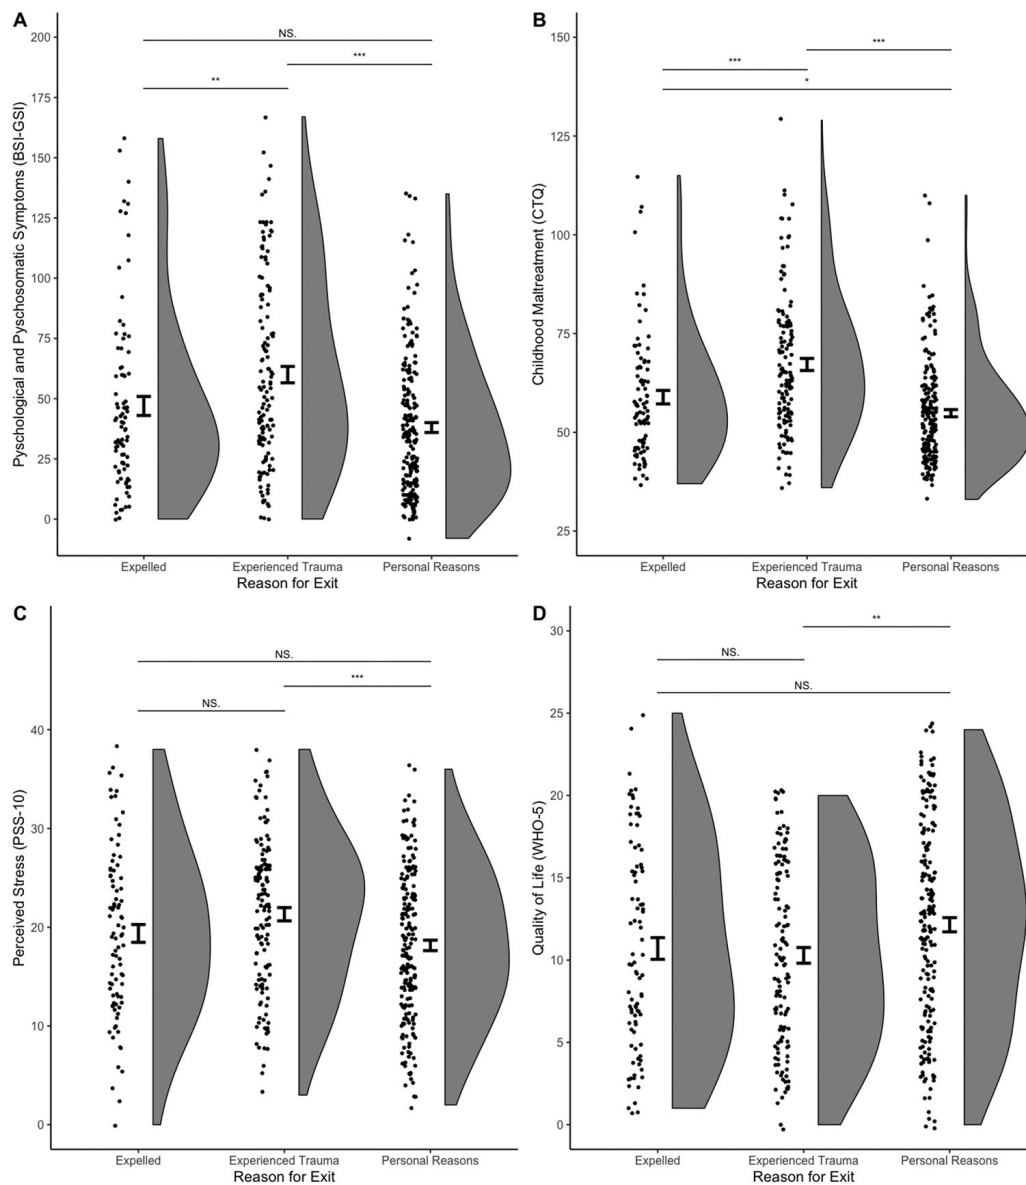 A
Pyschological and Pyschosomatic Symptoms (BSI-GSI)
200
175
150
125
100
75
50
25
0
NS.
***
**
Expelled Experienced Trauma Personal Reasons
Reason for Exit
B
Childhood Maltreatment (CTQ)
150
125
100
75
50
25
***
***
*
Expelled Experienced Trauma Personal Reasons
Reason for Exit
C
Perceived Stress (PSS-10)
40
30
20
10
0
NS.
***
NS.
Expelled Experienced Trauma Personal Reasons
Reason for Exit
D
Quality of Life (WHO-5)
30
25
20
15
10
5
0
**
NS.
NS.
Expelled Experienced Trauma Personal Reasons
Reason for Exit